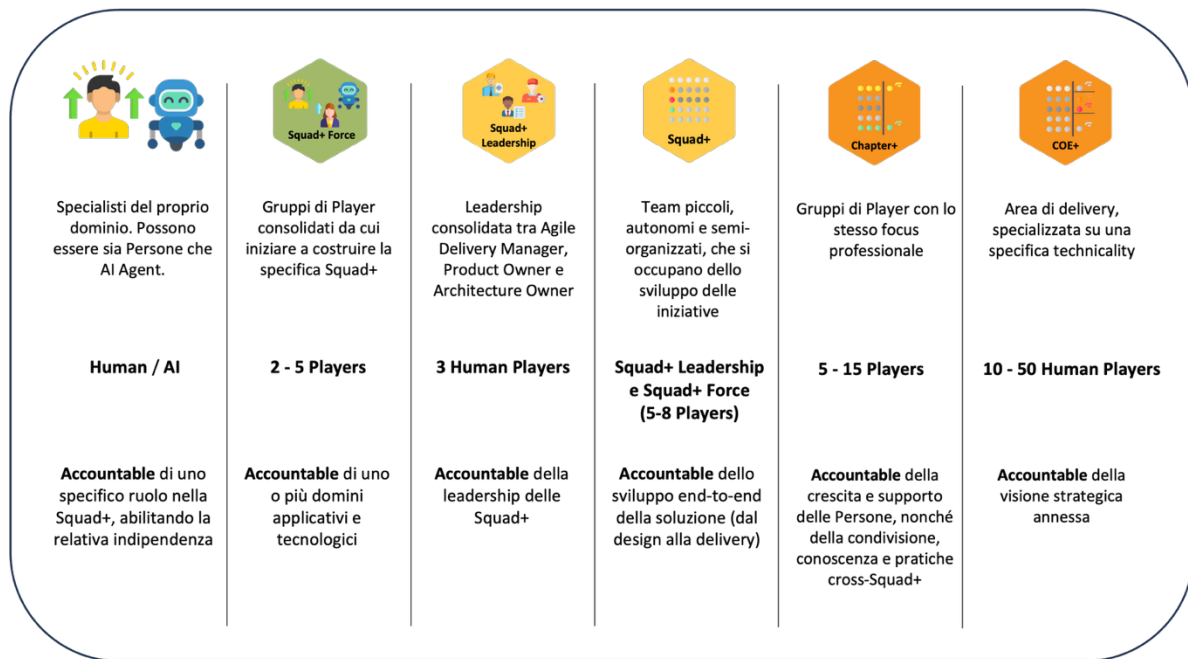 Squad+ Force
Squad+
Leadership
Squad+
Chapter+
COE+
Specialisti del proprio
dominio. Possono
essere sia Persone che
AI Agent.
Gruppi di Player
consolidati da cui
iniziare a costruire la
specifica Squad+
Leadership
consolidata tra Agile
Delivery Manager,
Product Owner e
Architecture Owner
Team piccoli,
autonomi e semi-
organizzati, che si
occupano dello
sviluppo delle
iniziative
Gruppi di Player con lo
stesso focus
professionale
Area di delivery,
specializzata su una
specifica technicality
Human / AI
2 - 5 Players
3 Human Players
Squad+ Leadership
e Squad+ Force
(5-8 Players)
5 - 15 Players
10 - 50 Human Players
Accountable di uno
specifico ruolo nella
Squad+, abilitando la
relativa indipendenza
Accountable di uno
o più domini
applicativi e
tecnologici
Accountable della
leadership delle
Squad+
Accountable dello
sviluppo end-to-end
della soluzione (dal
design alla delivery)
Accountable della
crescita e supporto
delle Persone, nonché
della condivisione,
conoscenza e pratiche
cross-Squad+
Accountable della
visione strategica
annessa